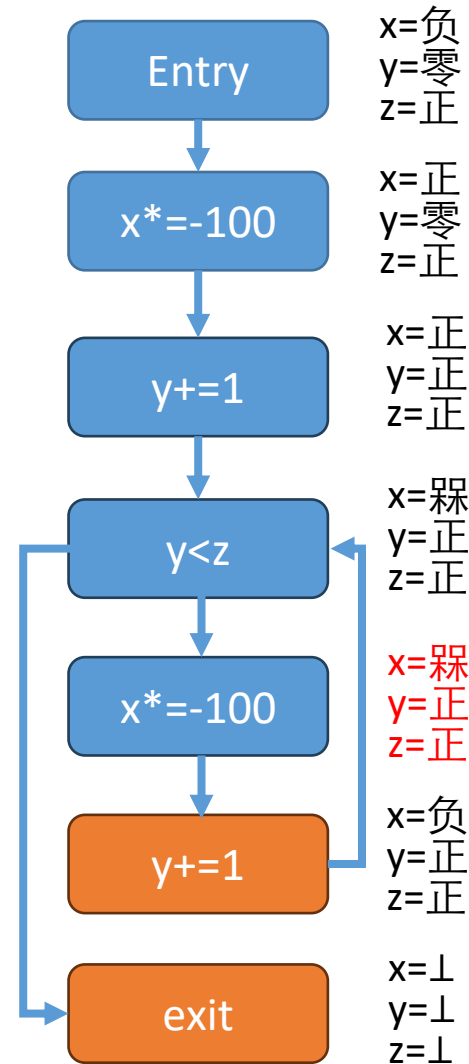 Entry
x=负
y=零
z=正
x*=-100
x=正
y=零
z=正
y+=1
x=正
y=正
z=正
y<z
x=槑
y=正
z=正
x*=-100
x=槑
y=正
z=正
y+=1
x=负
y=正
z=正
exit
x=⊥
y=⊥
z=⊥